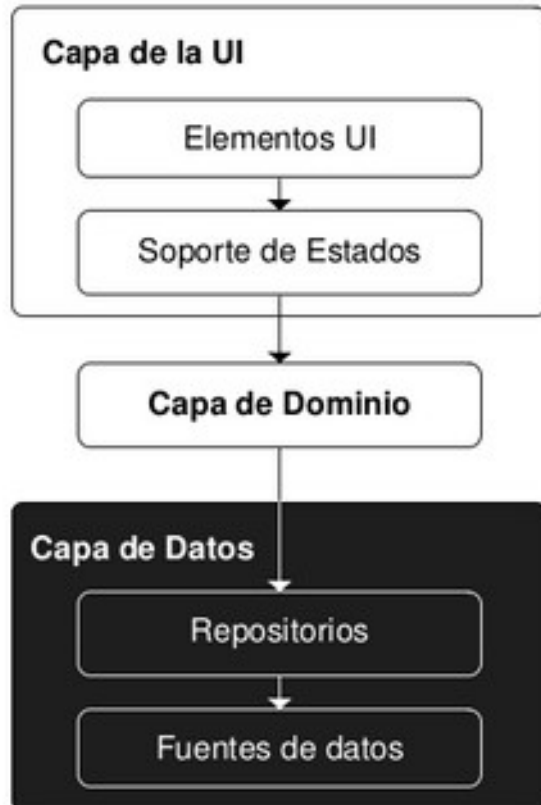 Capa de la UI
Elementos UI
Soporte de Estados
Capa de Dominio
Capa de Datos
Repositorios
Fuentes de datos